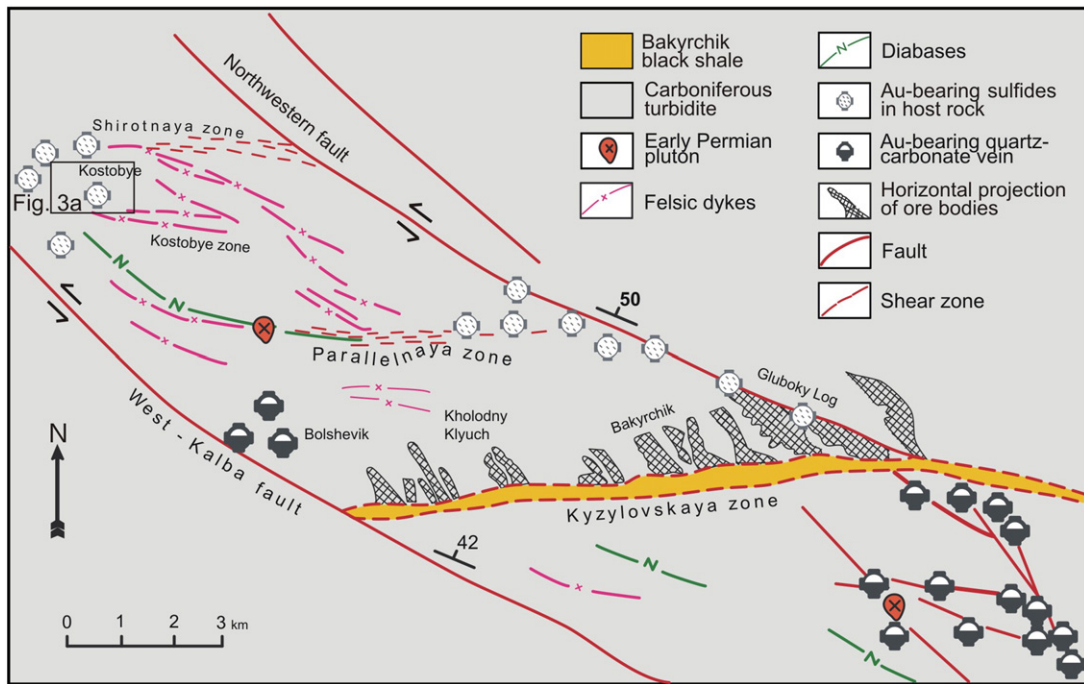 Northwestern fault
Shirotnaya zone
Kostobye
Fig. 3a
Kostobye zone
N
N
Parallelnaya zone
50
West - Kalba fault
Bolshevik
Kholodny
Klyuch
Bakyrchik
Gluboky Log
Kyzylovskaya zone
42
N
N
N
0 1 2 3 km
Bakyrchik
black shale
Carboniferous
turbidite
Early Permian
pluton
Felsic dykes
N
Diabases
Au-bearing sulfides
in host rock
Au-bearing quartz-
carbonate vein
Horizontal projection
of ore bodies
Fault
Shear zone